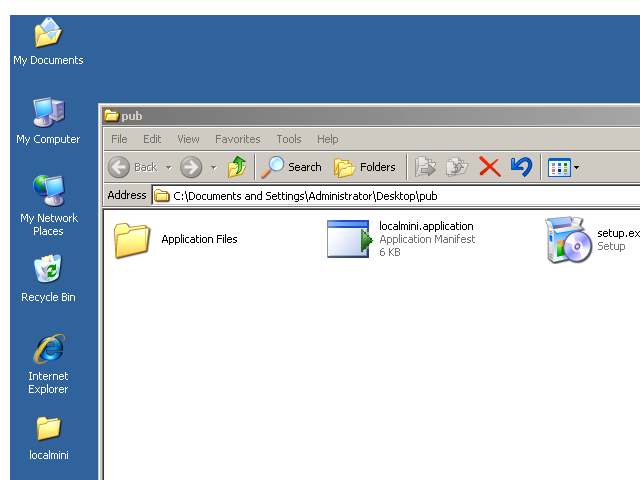 My Documents
My Computer
My Network
Places
Recycle Bin
Internet
Explorer
localmini
pub
File Edit View Favorites Tools Help
Back Search Folders
Address C:\Documents and Settings\Administrator\Desktop\pub
Application Files
localmini.application
Application Manifest
6 KB
setup.ex
Setup